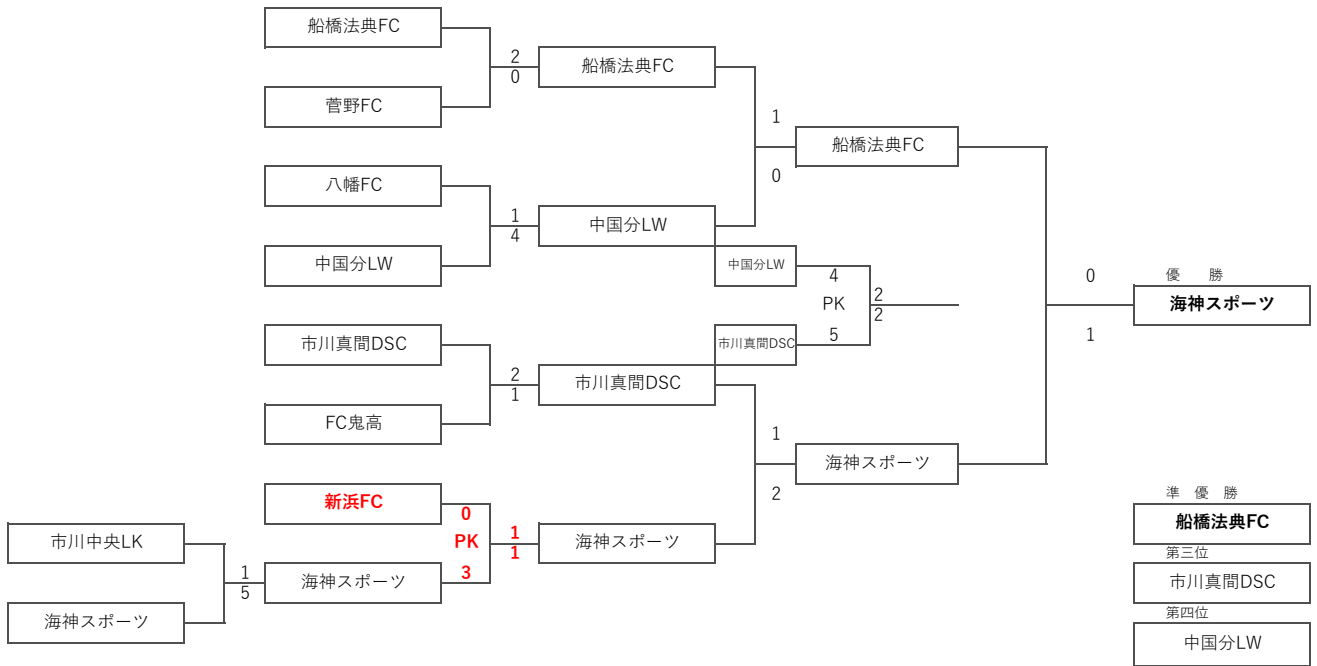 船橋法典FC
2
0
船橋法典FC
菅野FC
1
0
船橋法典FC
八幡FC
1
4
中国分LW
中国分LW
中国分LW
4
PK
5
2
2
0
1
優　勝
海神スポーツ
市川真間DSC
市川真間DSC
2
1
市川真間DSC
FC鬼高
1
2
海神スポーツ
新浜FC
0
PK
3
1
1
海神スポーツ
市川中央LK
1
5
海神スポーツ
海神スポーツ
準 優 勝
船橋法典FC
第三位
市川真間DSC
第四位
中国分LW